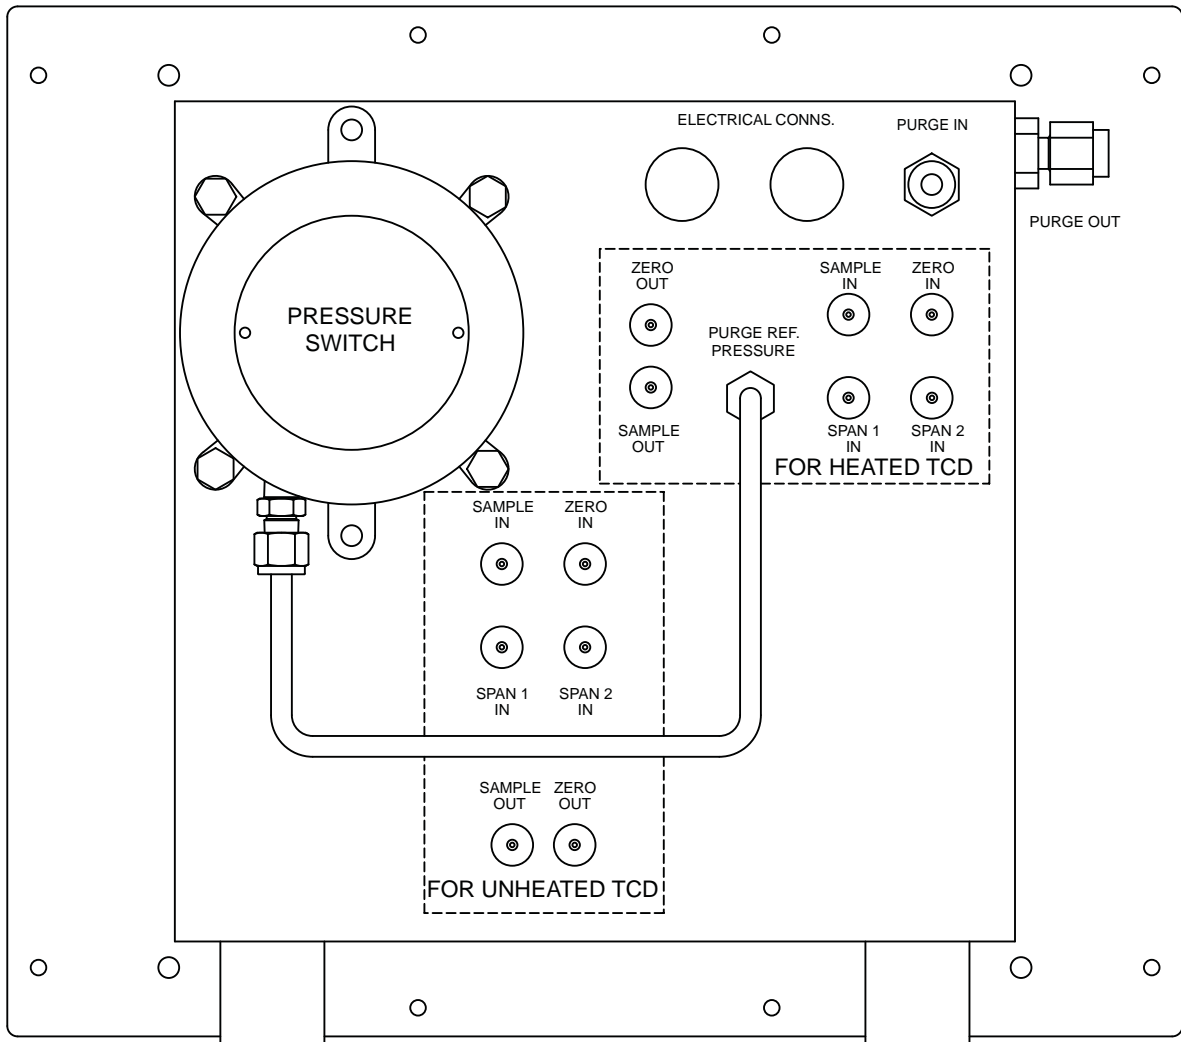 ELECTRICAL CONNS.
PURGE IN
PURGE OUT
PRESSURE
SWITCH
ZERO
OUT
SAMPLE
IN
ZERO
IN
PURGE REF.
PRESSURE
SAMPLE
OUT
SPAN 1
IN
SPAN 2
IN
FOR HEATED TCD
SAMPLE
IN
ZERO
IN
SPAN 1
IN
SPAN 2
IN
SAMPLE
OUT
ZERO
OUT
FOR UNHEATED TCD